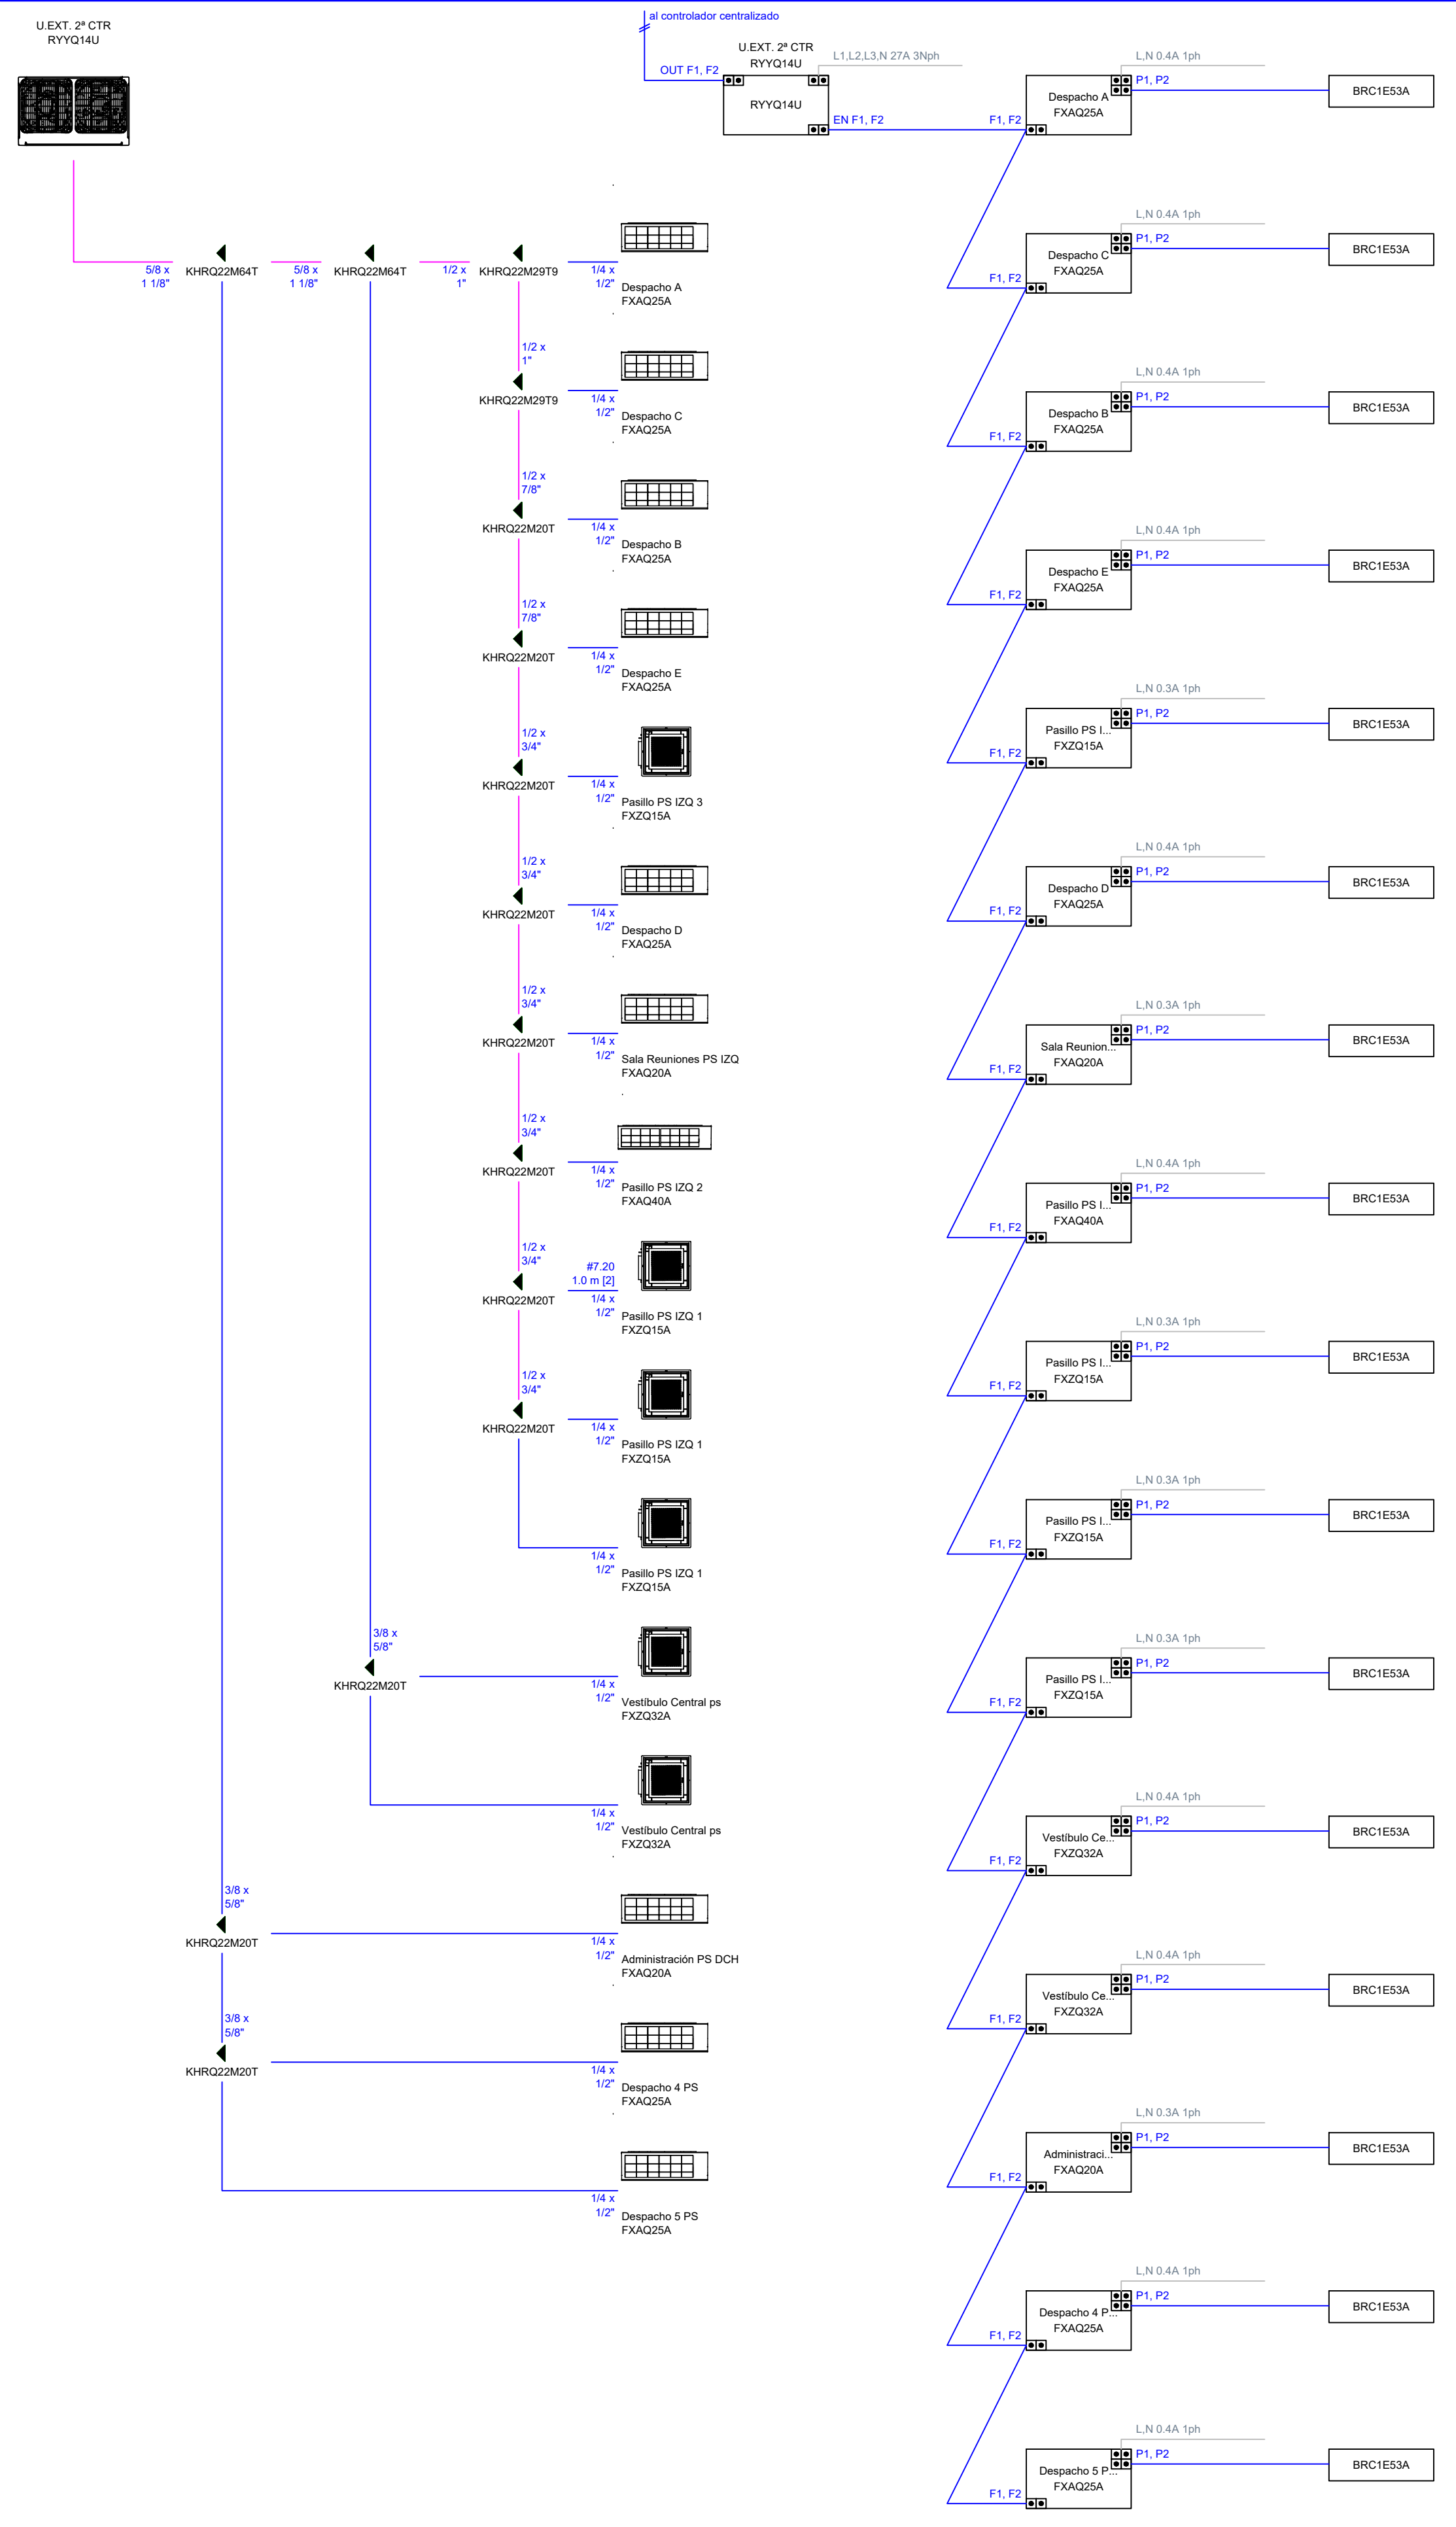 U.EXT. 2ª CTR
RYYQ14U
5/8 x
1 1/8"
KHRQ22M64T
5/8 x
1 1/8"
KHRQ22M64T
1/2 x
1"
KHRQ22M29T9
1/4 x
1/2"
Despacho A
FXAQ25A
1/2 x
1"
KHRQ22M29T9
1/4 x
1/2"
Despacho C
FXAQ25A
1/2 x
7/8"
KHRQ22M20T
1/4 x
1/2"
Despacho B
FXAQ25A
1/2 x
7/8"
KHRQ22M20T
1/4 x
1/2"
Despacho E
FXAQ25A
1/2 x
3/4"
KHRQ22M20T
1/4 x
1/2"
Pasillo PS IZQ 3
FXZQ15A
1/2 x
3/4"
KHRQ22M20T
1/4 x
1/2"
Despacho D
FXAQ25A
1/2 x
3/4"
KHRQ22M20T
1/4 x
1/2"
Sala Reuniones PS IZQ
FXAQ20A
1/2 x
3/4"
KHRQ22M20T
1/4 x
1/2"
Pasillo PS IZQ 2
FXAQ40A
1/2 x
3/4"
KHRQ22M20T
#7.20
1.0 m [2]
1/4 x
1/2"
Pasillo PS IZQ 1
FXZQ15A
1/2 x
3/4"
KHRQ22M20T
1/4 x
1/2"
Pasillo PS IZQ 1
FXZQ15A
1/4 x
1/2"
Pasillo PS IZQ 1
FXZQ15A
3/8 x
5/8"
KHRQ22M20T
1/4 x
1/2"
Vestíbulo Central ps
FXZQ32A
1/4 x
1/2"
Vestíbulo Central ps
FXZQ32A
3/8 x
5/8"
KHRQ22M20T
1/4 x
1/2"
Administración PS DCH
FXAQ20A
3/8 x
5/8"
KHRQ22M20T
1/4 x
1/2"
Despacho 4 PS
FXAQ25A
1/4 x
1/2"
Despacho 5 PS
FXAQ25A
al controlador centralizado
OUT F1, F2
U.EXT. 2ª CTR
RYYQ14U
RYYQ14U
L1,L2,L3,N 27A 3Nph
EN F1, F2
F1, F2
Despacho A
FXAQ25A
L,N 0.4A 1ph
P1, P2
BRC1E53A
F1, F2
Despacho C
FXAQ25A
L,N 0.4A 1ph
P1, P2
BRC1E53A
F1, F2
Despacho B
FXAQ25A
L,N 0.4A 1ph
P1, P2
BRC1E53A
F1, F2
Despacho E
FXAQ25A
L,N 0.4A 1ph
P1, P2
BRC1E53A
F1, F2
Pasillo PS I...
FXZQ15A
L,N 0.3A 1ph
P1, P2
BRC1E53A
F1, F2
Despacho D
FXAQ25A
L,N 0.4A 1ph
P1, P2
BRC1E53A
F1, F2
Sala Reunion...
FXAQ20A
L,N 0.3A 1ph
P1, P2
BRC1E53A
F1, F2
Pasillo PS I...
FXAQ40A
L,N 0.4A 1ph
P1, P2
BRC1E53A
F1, F2
Pasillo PS I...
FXZQ15A
L,N 0.3A 1ph
P1, P2
BRC1E53A
F1, F2
Pasillo PS I...
FXZQ15A
L,N 0.3A 1ph
P1, P2
BRC1E53A
F1, F2
Pasillo PS I...
FXZQ15A
L,N 0.3A 1ph
P1, P2
BRC1E53A
F1, F2
Vestíbulo Ce...
FXZQ32A
L,N 0.4A 1ph
P1, P2
BRC1E53A
F1, F2
Vestíbulo Ce...
FXZQ32A
L,N 0.4A 1ph
P1, P2
BRC1E53A
F1, F2
Administraci...
FXAQ20A
L,N 0.3A 1ph
P1, P2
BRC1E53A
F1, F2
Despacho 4 P...
FXAQ25A
L,N 0.4A 1ph
P1, P2
BRC1E53A
F1, F2
Despacho 5 P...
FXAQ25A
L,N 0.4A 1ph
P1, P2
BRC1E53A